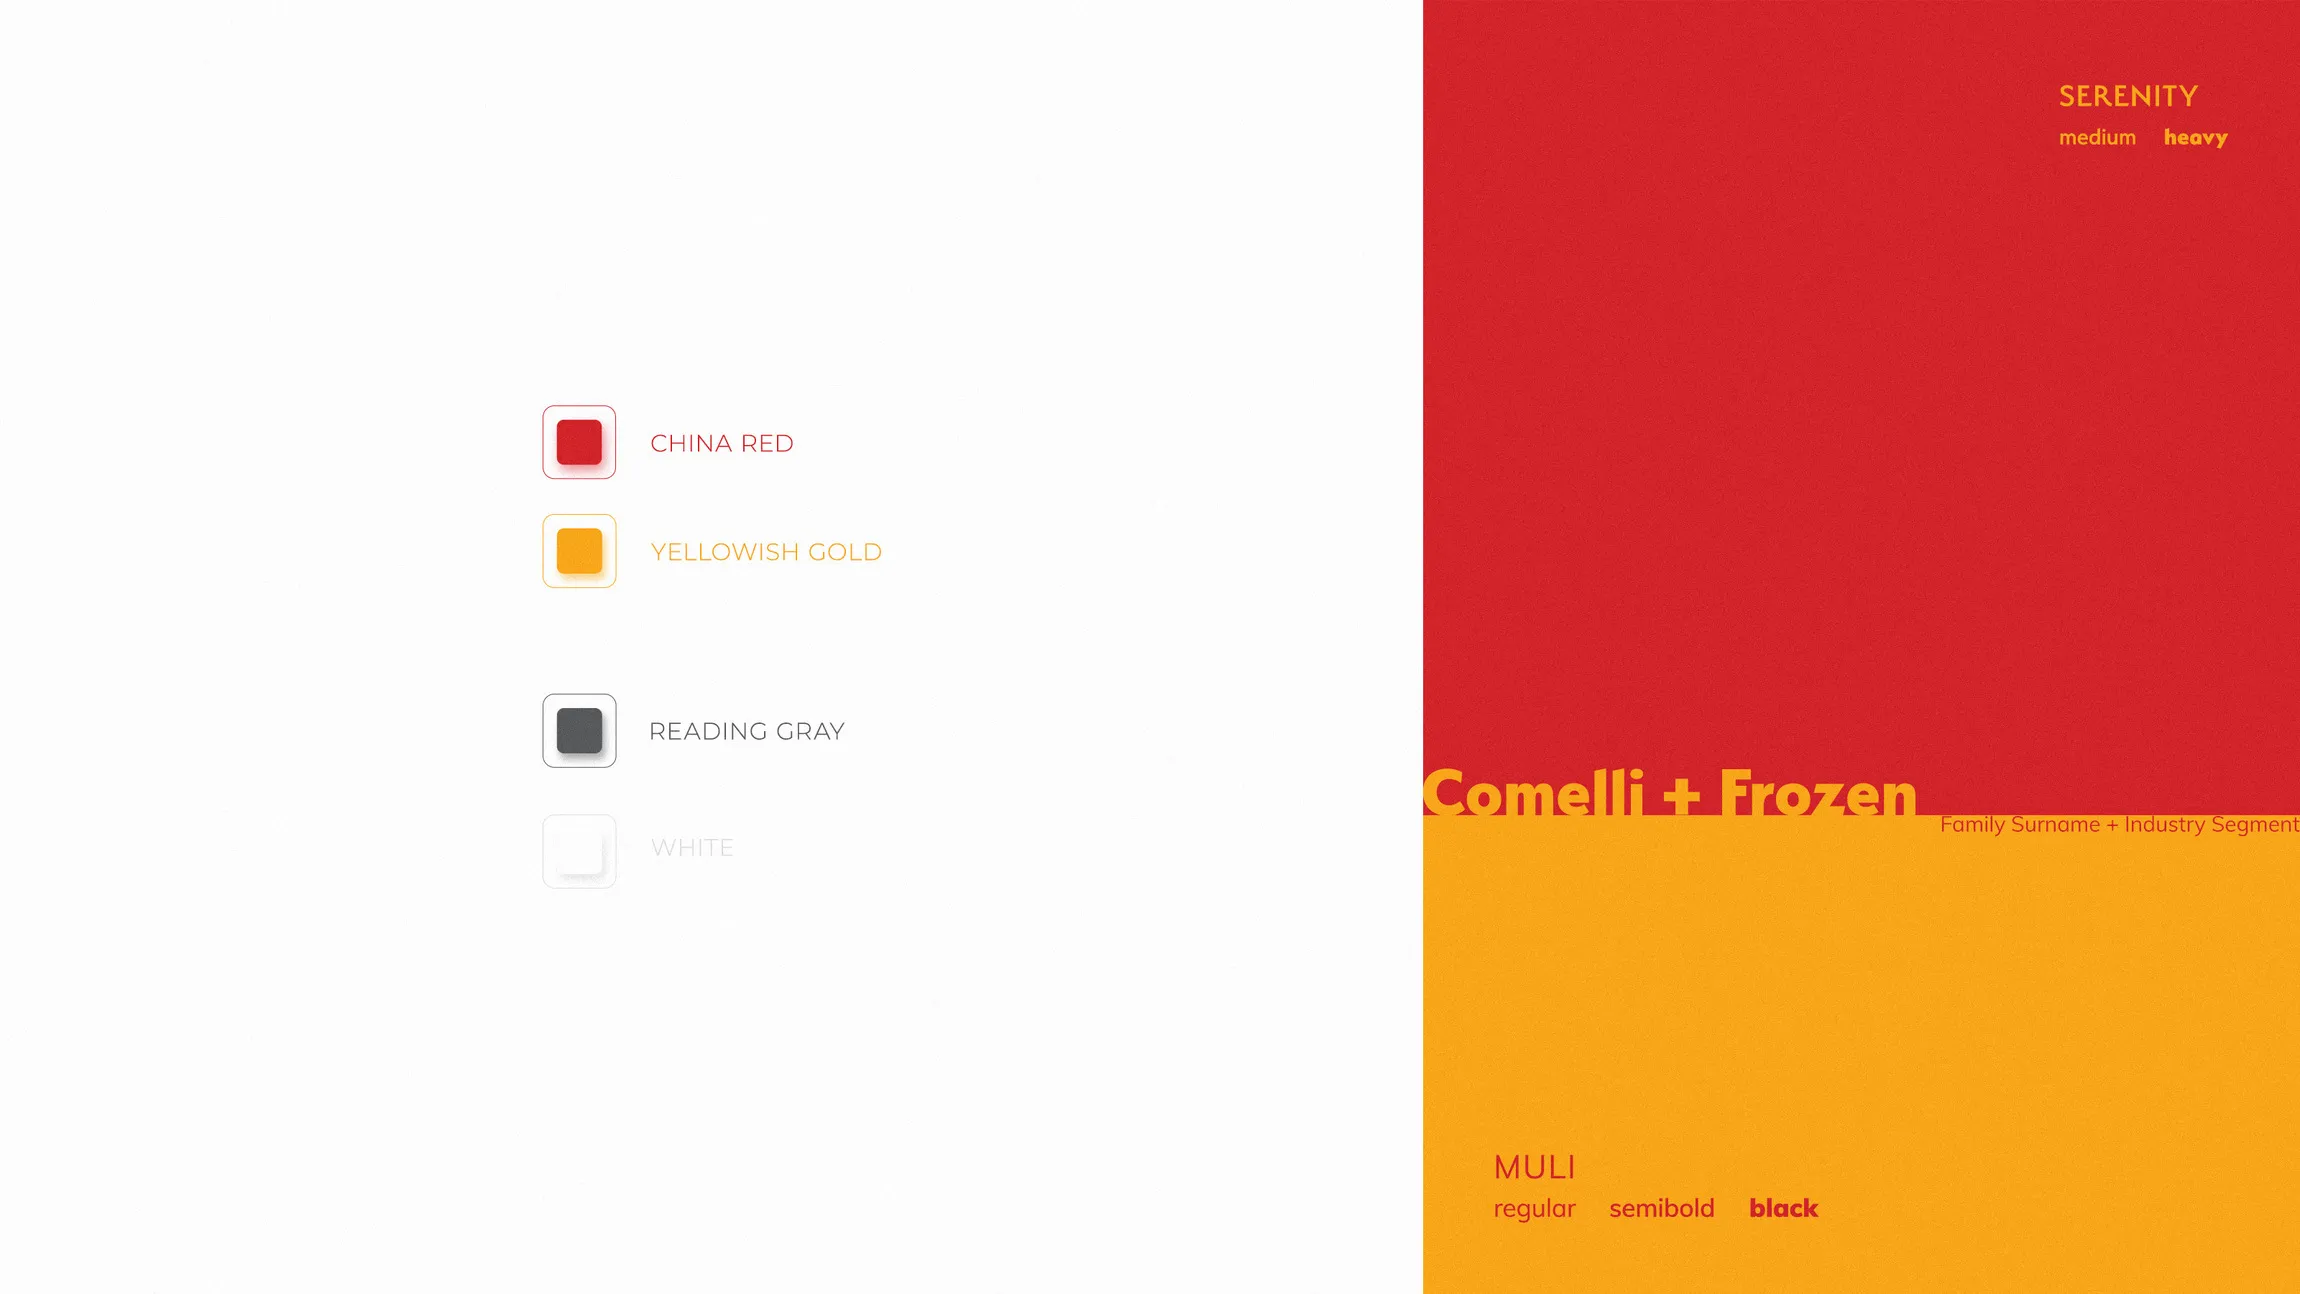 CHINA RED
YELLOWISH GOLD
READING GRAY
WHITE
SERENITY
medium heavy
Comelli + Frozen
Family Surname + Industry Segment
MULI
regular semibold black